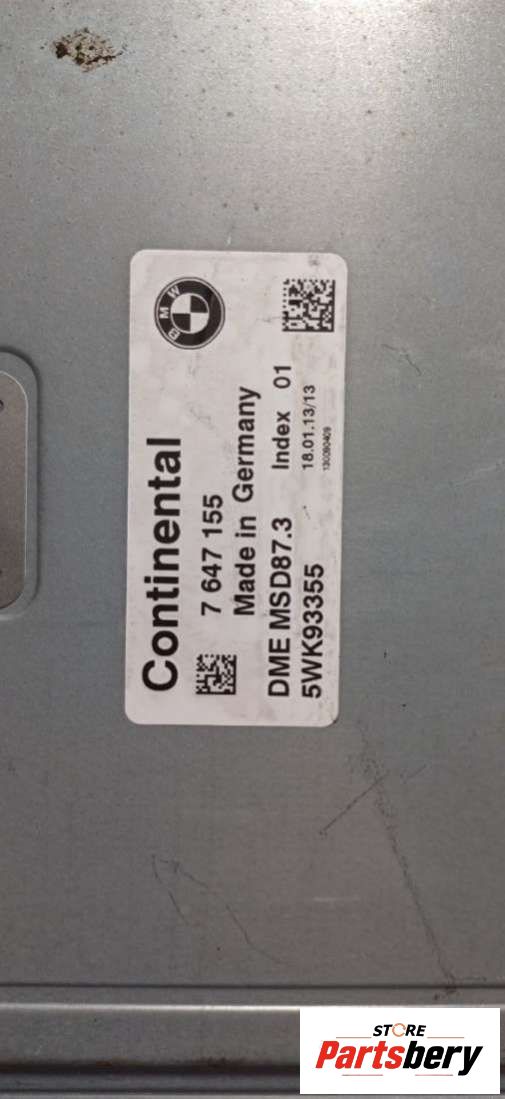 BMW
Continental
7 647 155
Made in Germany
DME MSD87.3 Index 01
5WK93355 18.01.13/13
130090409
STORE
Partsbery